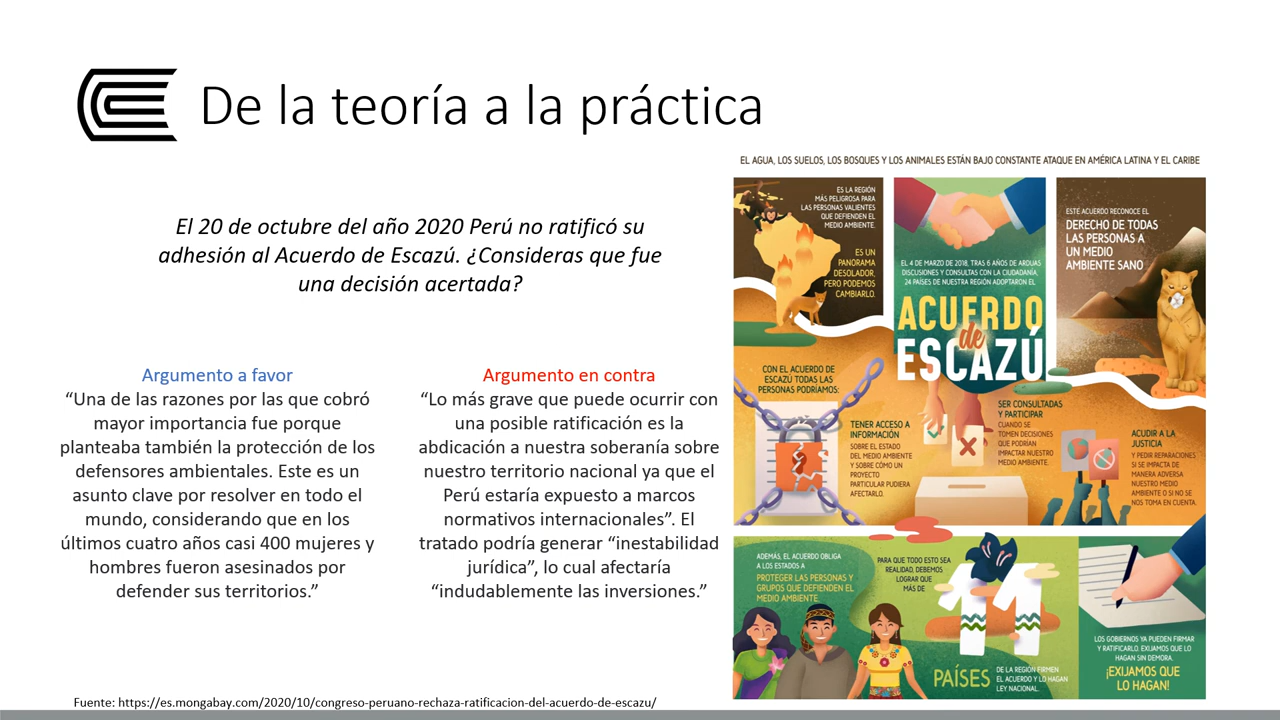 De la teoría a la práctica
El 20 de octubre del año 2020 Perú no ratificó su
adhesión al Acuerdo de Escazú. ¿Consideras que fue
una decisión acertada?
Argumento a favor
“Una de las razones por las que cobró
mayor importancia fue porque
planteaba también la protección de los
defensores ambientales. Este es un
asunto clave por resolver en todo el
mundo, considerando que en los
últimos cuatro años casi 400 mujeres y
hombres fueron asesinados por
defender sus territorios.”
Argumento en contra
“Lo más grave que puede ocurrir con
una posible ratificación es la
abdicación a nuestra soberanía sobre
nuestro territorio nacional ya que el
Perú estaría expuesto a marcos
normativos internacionales”. El
tratado podría generar “inestabilidad
jurídica”, lo cual afectaría
“indudablemente las inversiones.”
EL AGUA, LOS SUELOS, LOS BOSQUES Y LOS ANIMALES ESTÁN BAJO CONSTANTE ATAQUE EN AMÉRICA LATINA Y EL CARIBE
ES LA REGIÓN
MÁS PELIGROSA PARA
LAS PERSONAS VALIENTES
QUE DEFIENDEN EL
MEDIO AMBIENTE.
ES UN
PANORAMA
DESOLADOR,
PERO PODEMOS
CAMBIARLO.
EL 4 DE MARZO DE 2018, TRAS 6 AÑOS DE ARDUAS
DISCUSIONES Y CONSULTAS CON LA CIUDADANÍA,
24 PAÍSES DE NUESTRA REGIÓN ADOPTARON EL
ACUERDO
de
ESCAZÚ
ESTE ACUERDO RECONOCE EL
DERECHO DE TODAS
LAS PERSONAS A
UN MEDIO
AMBIENTE SANO
CON EL ACUERDO DE
ESCAZÚ TODAS LAS
PERSONAS PODRÍAMOS:
TENER ACCESO A
INFORMACIÓN
SOBRE EL ESTADO
DEL MEDIO AMBIENTE
Y SOBRE CÓMO UN
PROYECTO
PARTICULAR PUDIERA
AFECTARLO.
SER CONSULTADAS
Y PARTICIPAR
CUANDO SE
TOMEN DECISIONES
QUE PODRÍAN
IMPACTAR NUESTRO
MEDIO AMBIENTE.
ACUDIR A LA
JUSTICIA
Y PEDIR REPARACIONES
SI SE IMPACTA DE
MANERA ADVERSA
NUESTRO MEDIO
AMBIENTE O SI NO SE
NOS TOMA EN CUENTA.
ADEMÁS, EL ACUERDO OBLIGA
A LOS ESTADOS A
PROTEGER LAS PERSONAS Y
GRUPOS QUE DEFIENDEN EL
MEDIO AMBIENTE.
PARA QUE TODO ESTO SEA
REALIDAD, DEBEMOS
LOGRAR QUE
MÁS DE
11
PAÍSES
DE LA REGIÓN FIRMEN
EL ACUERDO Y LO HAGAN
LEY NACIONAL.
LOS GOBIERNOS YA PUEDEN FIRMAR
Y RATIFICARLO. EXIJAMOS QUE LO
HAGAN SIN DEMORA.
¡EXIJAMOS QUE
LO HAGAN!
Fuente: https://es.mongabay.com/2020/10/congreso-peruano-rechaza-ratificacion-del-acuerdo-de-escazu/